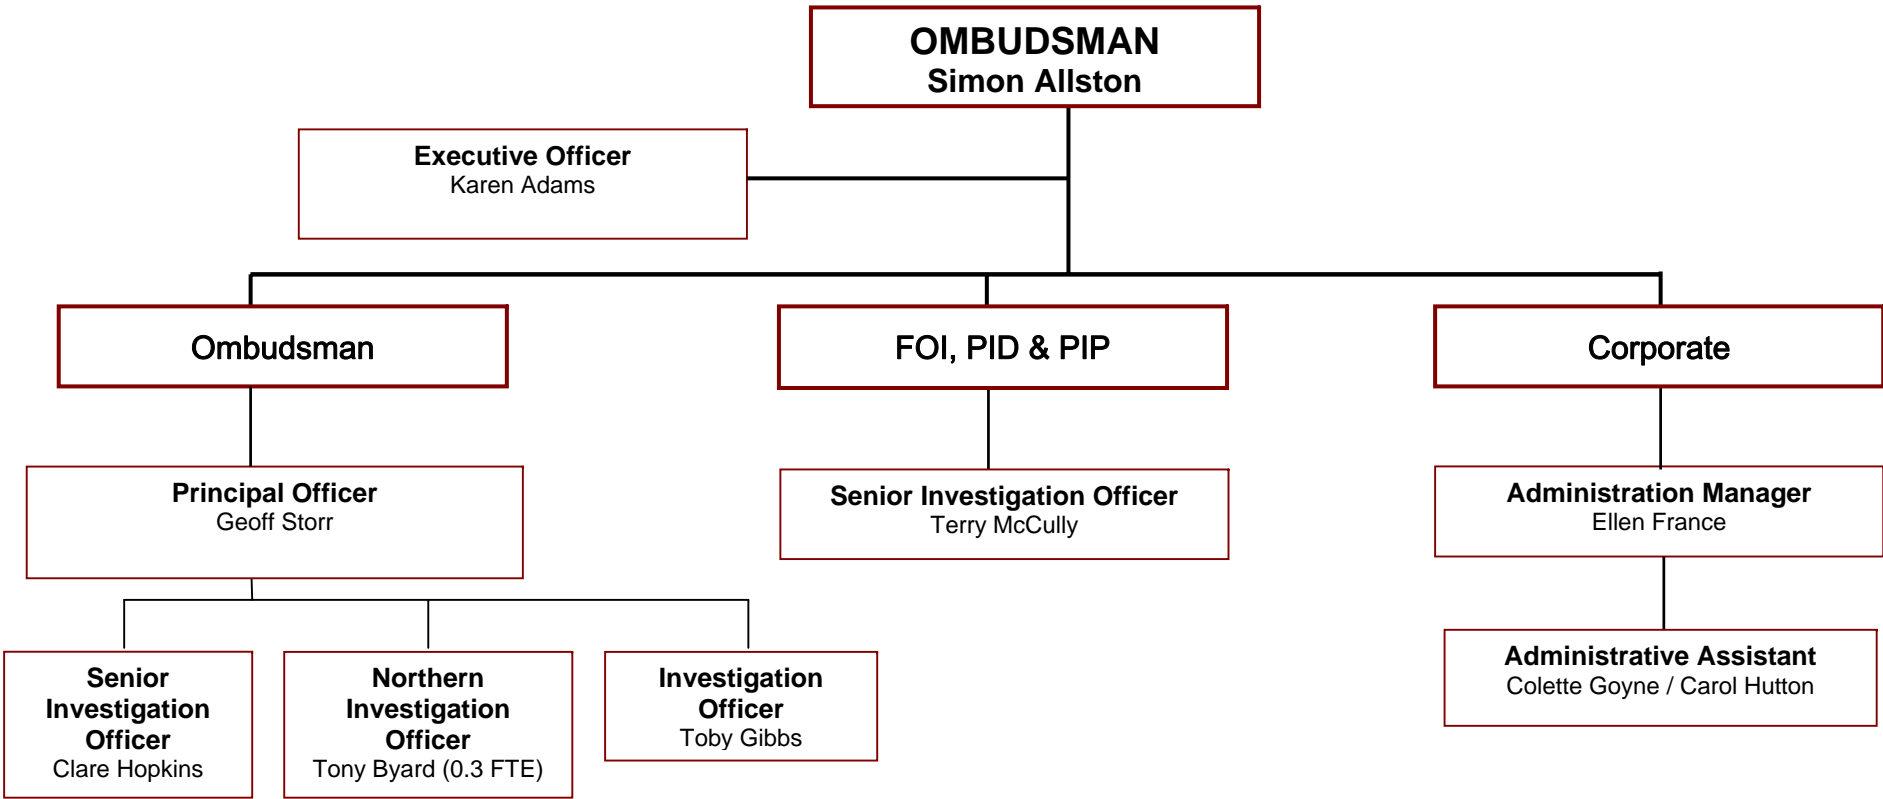 OMBUDSMAN
Simon Allston
Executive Officer
Karen Adams
Ombudsman
FOI, PID & PIP
Corporate
Principal Officer
Geoff Storr
Senior Investigation Officer
Terry McCully
Administration Manager
Ellen France
Senior
Investigation
Officer
Clare Hopkins
Northern
Investigation
Officer
Tony Byard (0.3 FTE)
Investigation
Officer
Toby Gibbs
Administrative Assistant
Colette Goyne / Carol Hutton